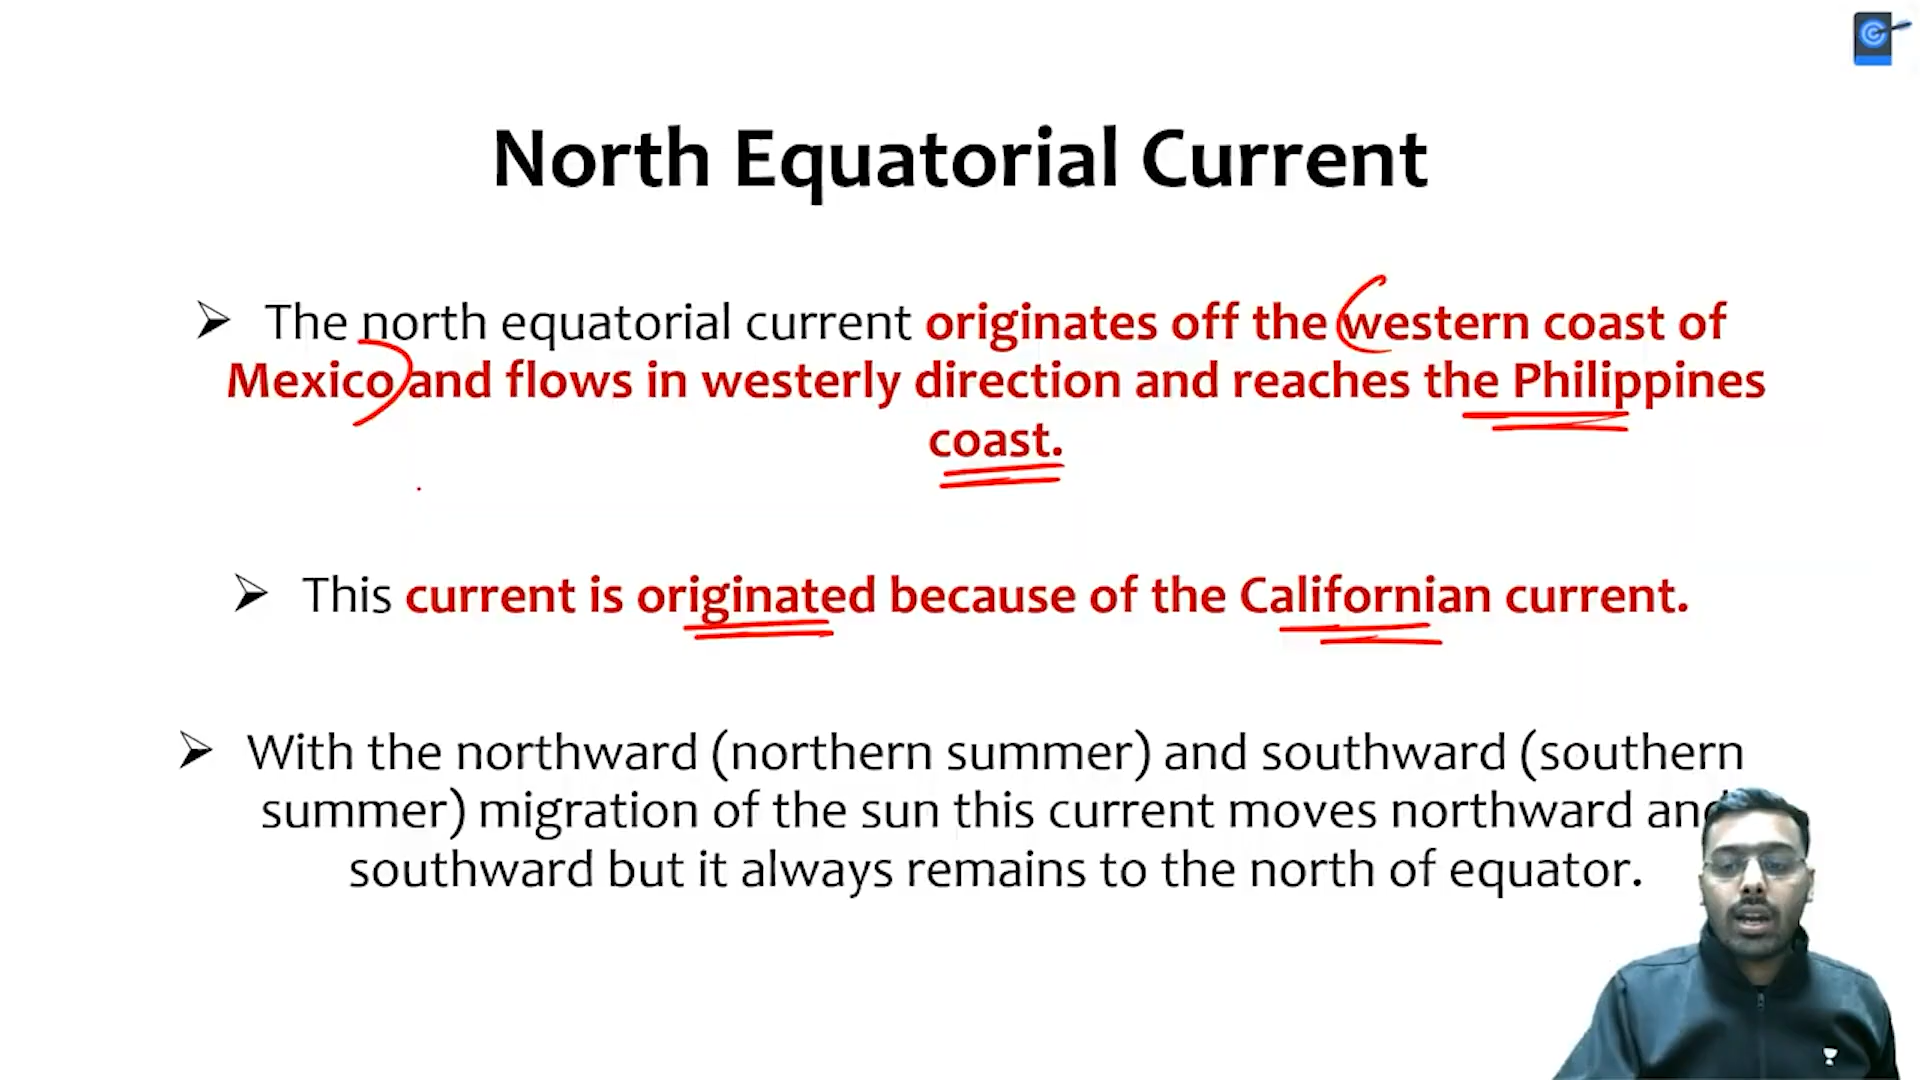 North Equatorial Current
➢ The north equatorial current originates off the western coast of
Mexico and flows in westerly direction and reaches the Philippines
coast.
➢ This current is originated because of the Californian current.
➢ With the northward (northern summer) and southward (southern
summer) migration of the sun this current moves northward and
southward but it always remains to the north of equator.